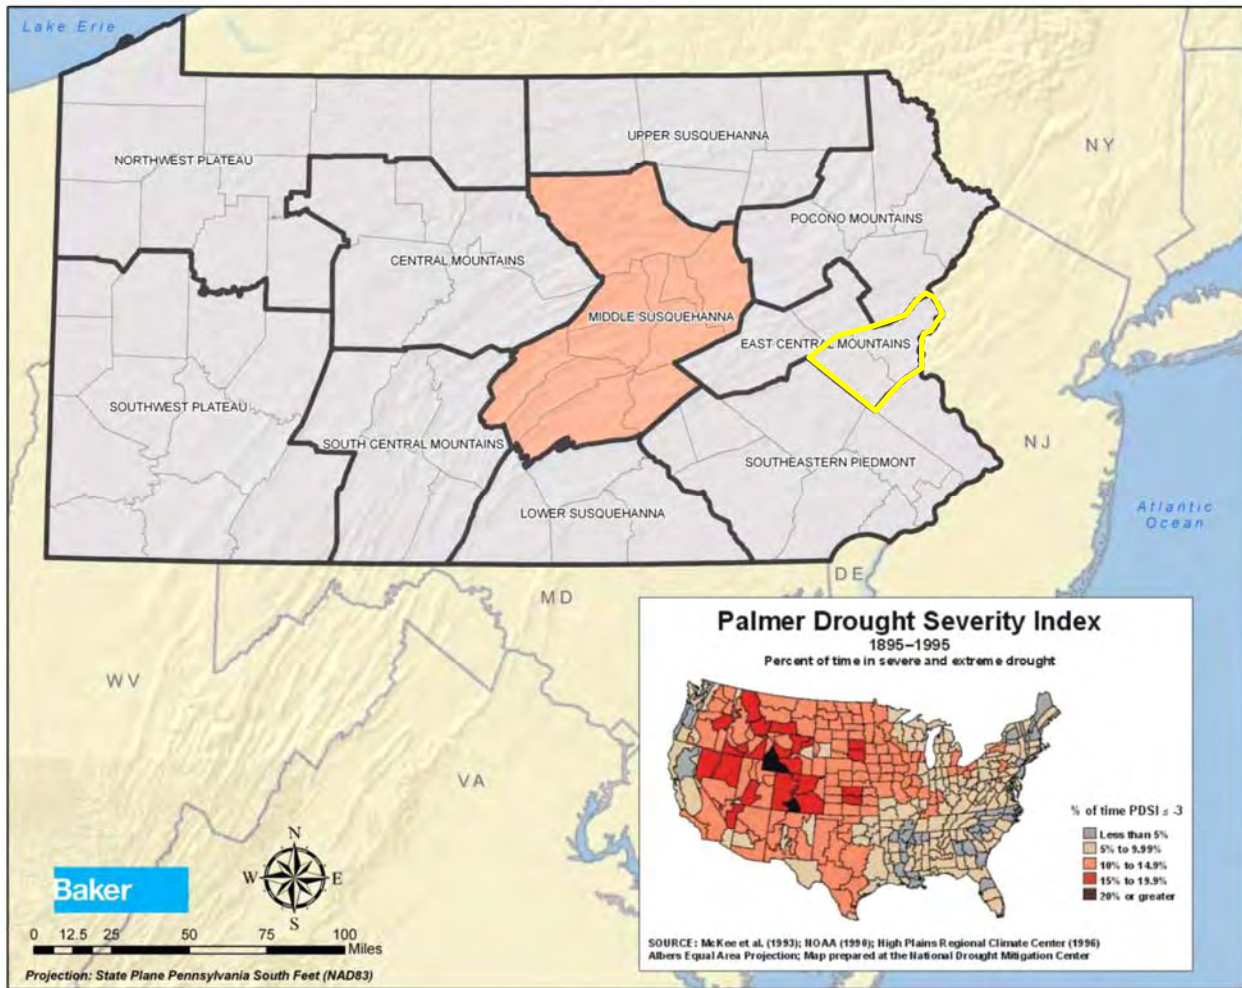 Lake Erie
NY
UPPER SUSQUEHANNA
NORTHWEST PLATEAU
POCONO MOUNTAINS
CENTRAL MOUNTAINS
MIDDLE SUSQUEHANNA
EAST CENTRAL MOUNTAINS
SOUTHWEST PLATEAU
SOUTH CENTRAL MOUNTAINS
NJ
SOUTHEASTERN PIEDMONT
LOWER SUSQUEHANNA
Atlantic
Ocean
DE
MD
WV
VA
Palmer Drought Severity Index
1895–1995
Percent of time in severe and extreme drought
% of time PDSI ≤ -3
Less than 5%
5% to 9.99%
10% to 14.9%
15% to 19.9%
20% or greater
SOURCE: McKee et al. (1993); NOAA (1990); High Plains Regional Climate Center (1996)
Albers Equal Area Projection; Map prepared at the National Drought Mitigation Center
N
W E
S
Baker
0 12.5 25 50 75 100
Miles
Projection: State Plane Pennsylvania South Feet (NAD83)